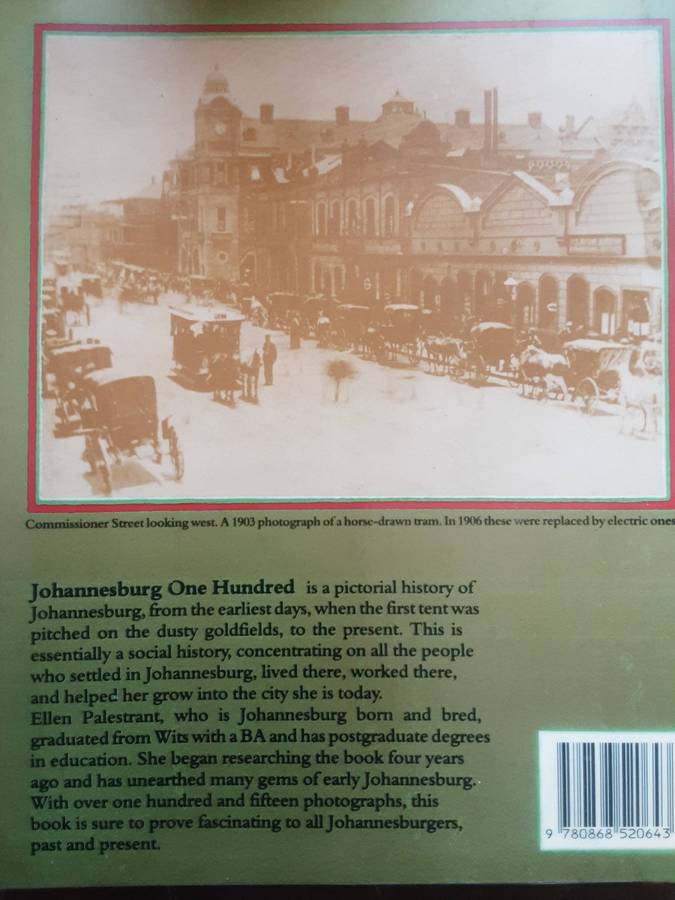 Commissioner Street looking west. A 1903 photograph of a horse-drawn tram. In 1906 these were replaced by electric ones
Johannesburg One Hundred is a pictorial history of
Johannesburg, from the earliest days, when the first tent was
pitched on the dusty goldfields, to the present. This is
essentially a social history, concentrating on all the people
who settled in Johannesburg, lived there, worked there,
and helped her grow into the city she is today.
Ellen Palestrant, who is Johannesburg born and bred,
graduated from Wits with a BA and has postgraduate degrees
in education. She began researching the book four years
ago and has unearthed many gems of early Johannesburg.
With over one hundred and fifteen photographs, this
book is sure to prove fascinating to all Johannesburgers,
past and present.
9 780868 520643